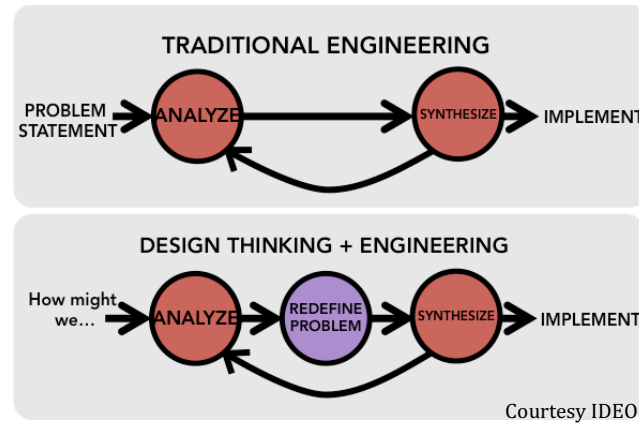 TRADITIONAL ENGINEERING
PROBLEM
STATEMENT
ANALYZE
SYNTHESIZE
IMPLEMENT
DESIGN THINKING + ENGINEERING
How might
we...
ANALYZE
REDEFINE
PROBLEM
SYNTHESIZE
IMPLEMENT
Courtesy IDEO